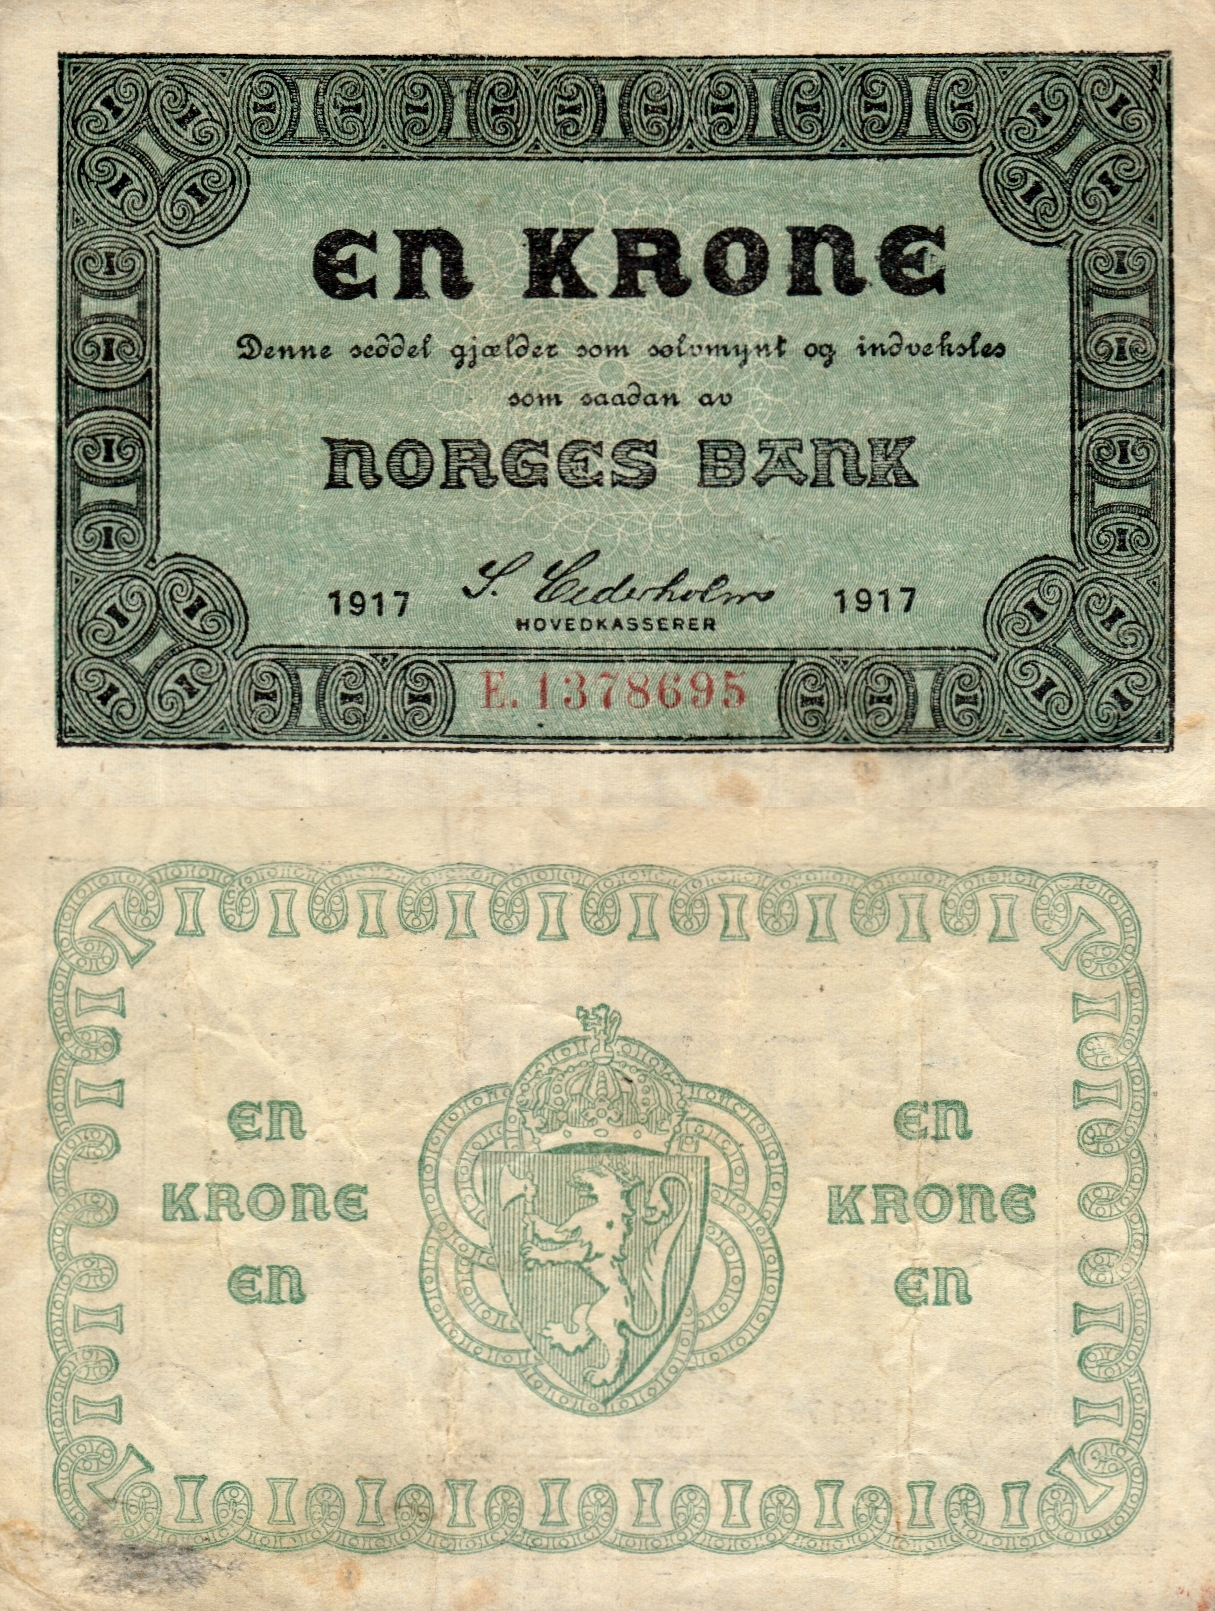 EN KRONE
Denne seddel gjælder som sølvmynt og indveksles
som saadan av
NORGES BANK
1917 S. Cederholm 1917
HOVEDKASSERER
E. 1378695
EN EN
KRONE KRONE
EN EN